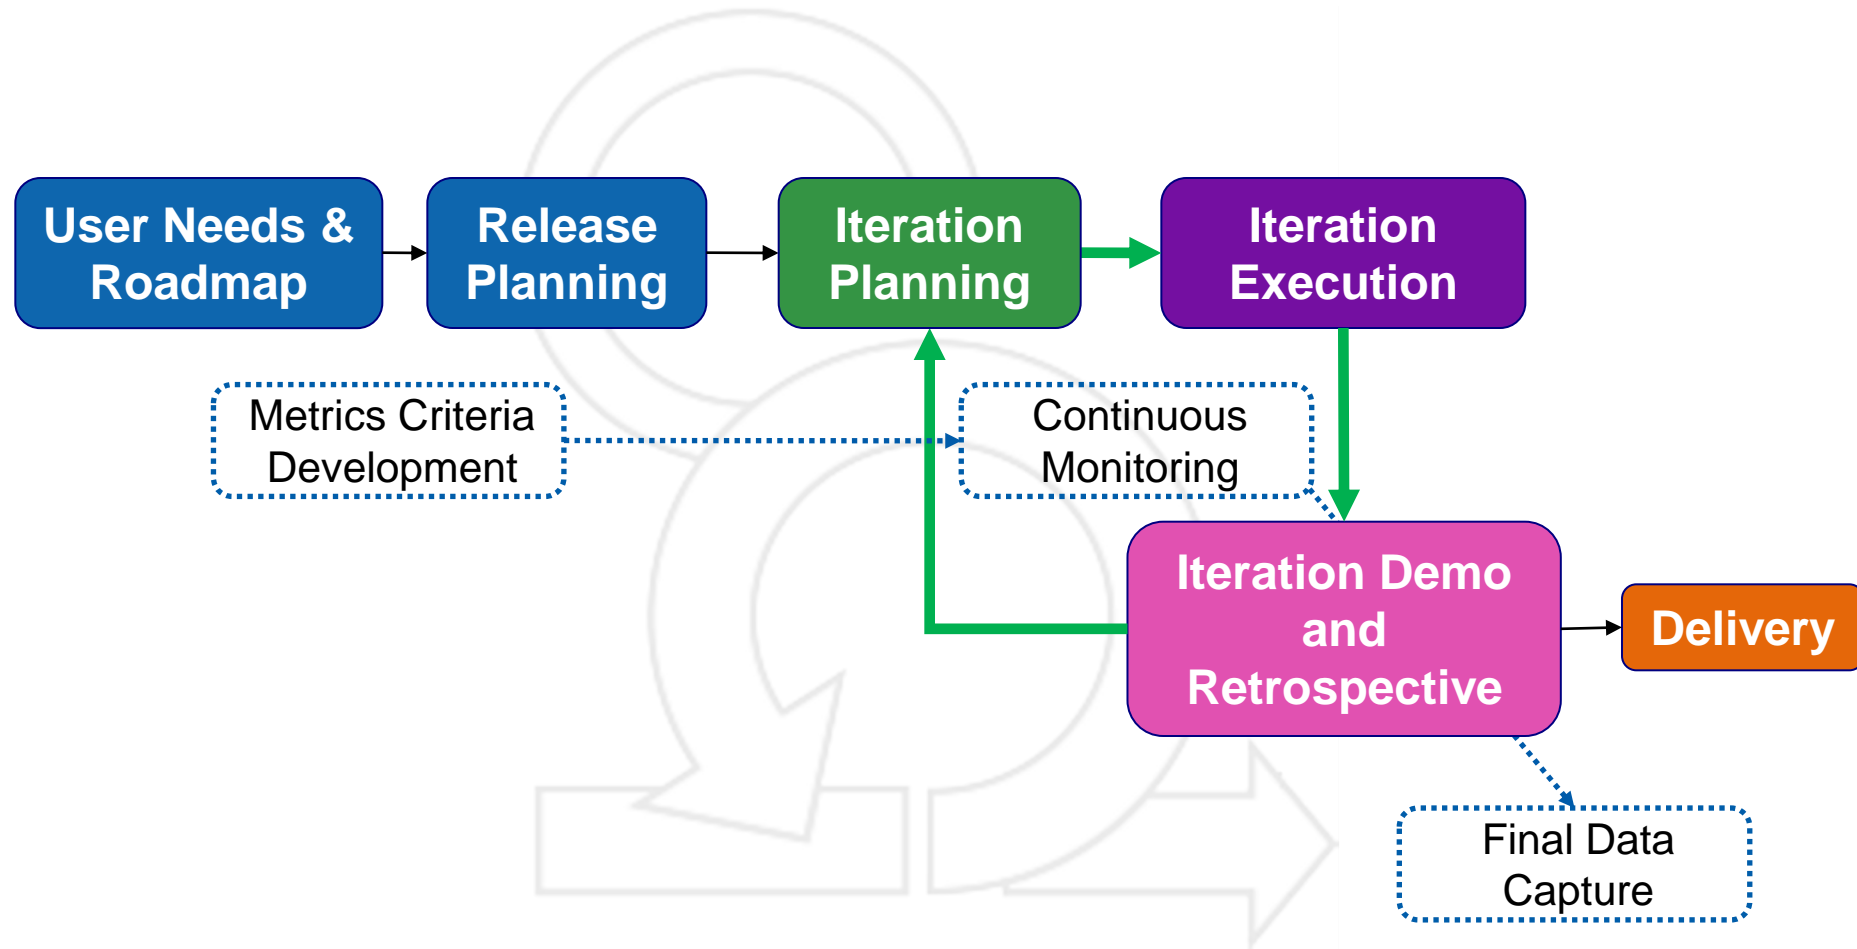 User Needs &
Roadmap
Release
Planning
Iteration
Planning
Iteration
Execution
Metrics Criteria
Development
Continuous
Monitoring
Iteration Demo
and
Retrospective
Delivery
Final Data
Capture